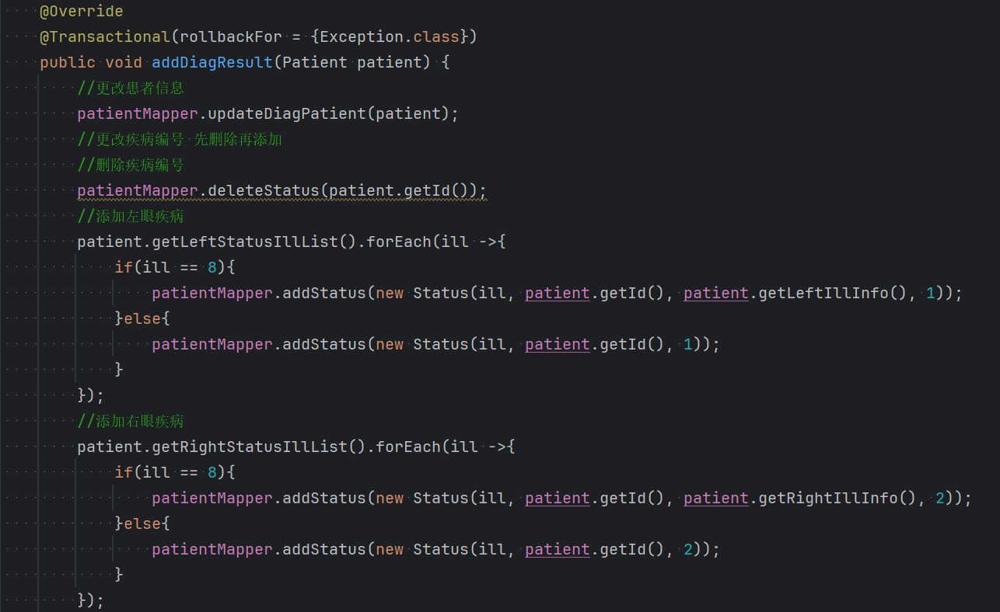 @Override
@Transactional(rollbackFor = {Exception.class})
public void addDiagResult(Patient patient) {
//更改患者信息
patientMapper.updateDiagPatient(patient);
//更改疾病编号 先删除再添加
//删除疾病编号
patientMapper.deleteStatus(patient.getId());
//添加左眼疾病
patient.getLeftStatusIllList().forEach(ill ->{
if(ill == 8){
patientMapper.addStatus(new Status(ill, patient.getId(), patient.getLeftIllInfo(), 1));
}else{
patientMapper.addStatus(new Status(ill, patient.getId(), 1));
}
});
//添加右眼疾病
patient.getRightStatusIllList().forEach(ill ->{
if(ill == 8){
patientMapper.addStatus(new Status(ill, patient.getId(), patient.getRightIllInfo(), 2));
}else{
patientMapper.addStatus(new Status(ill, patient.getId(), 2));
}
});